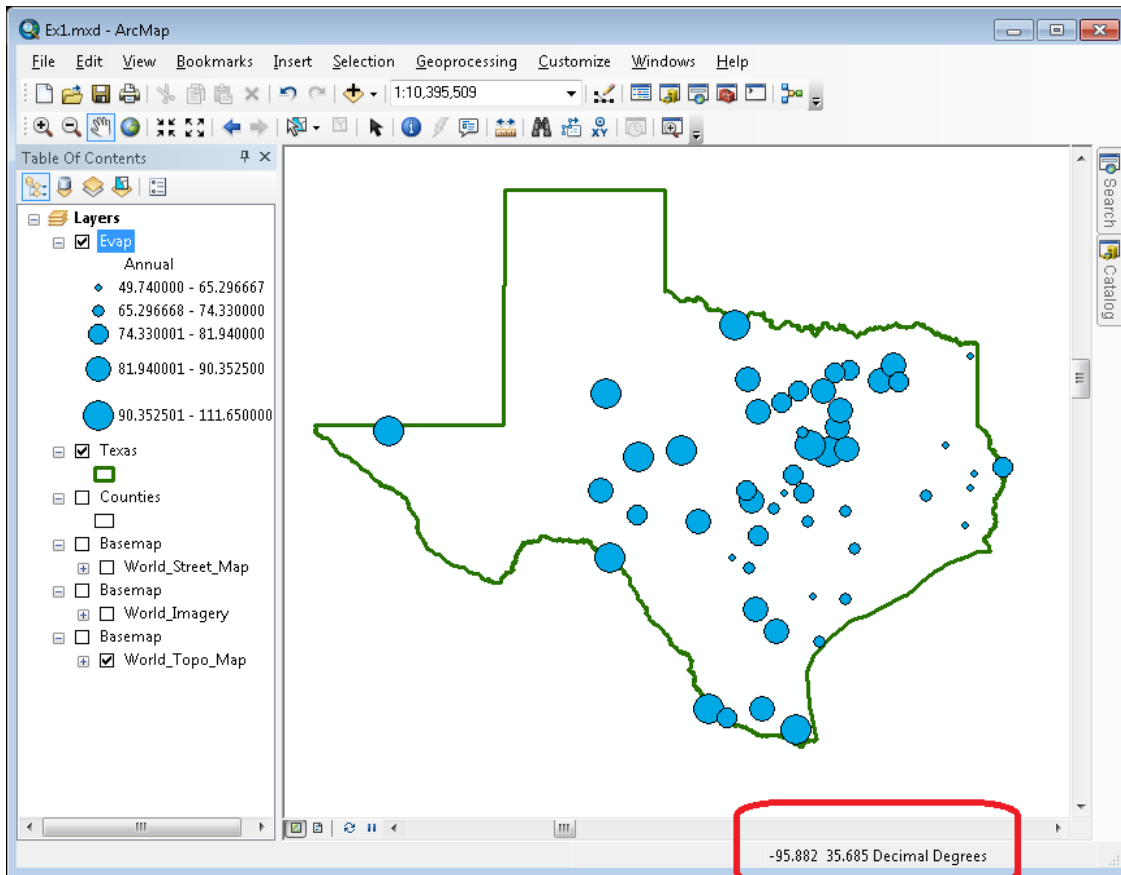 Ex1.mxd - ArcMap
File Edit View Bookmarks Insert Selection Geoprocessing Customize Windows Help
1:10,395,509
XY
Table Of Contents
Layers
Evap
Annual
49.740000 - 65.296667
65.296668 - 74.330000
74.330001 - 81.940000
81.940001 - 90.352500
90.352501 - 111.650000
Texas
Counties
Basemap
World_Street_Map
Basemap
World_Imagery
Basemap
World_Topo_Map
Search
Catalog
-95.882 35.685 Decimal Degrees